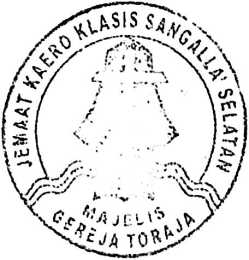 JEMAAT KAERO KLASIS SANGALLA' SELATAN
MAJELIS
GEREJA TORAJA